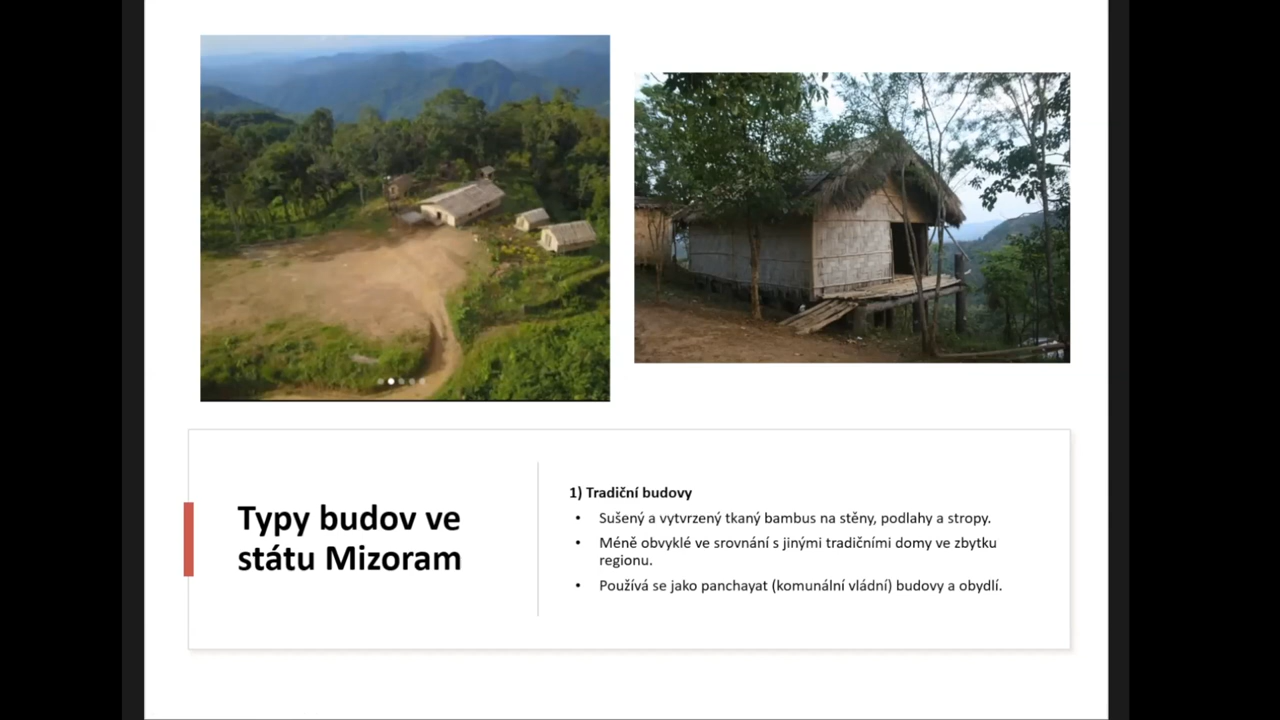 Typy budov ve
státu Mizoram
1) Tradiční budovy
• Sušený a vytvrzený tkaný bambus na stěny, podlahy a stropy.
• Méně obvyklé ve srovnání s jinými tradičními domy ve zbytku
regionu.
• Používá se jako panchayat (komunální vládní) budovy a obydlí.